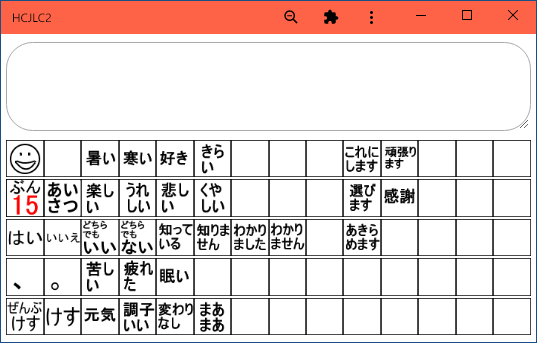 HCJLC2
暑い 寒い 好き きらい これにします 頑張ります
ぶん15 あいさつ 楽しい うれしい 悲しい くやしい 選びます 感謝
はい いいえ どちらでもいい どちらでもない 知っている 知りません わかりました わかりません あきらめます
、 。 苦しい 疲れた 眠い
ぜんぶけす けす 元気 調子いい 変わりなし まあまあ